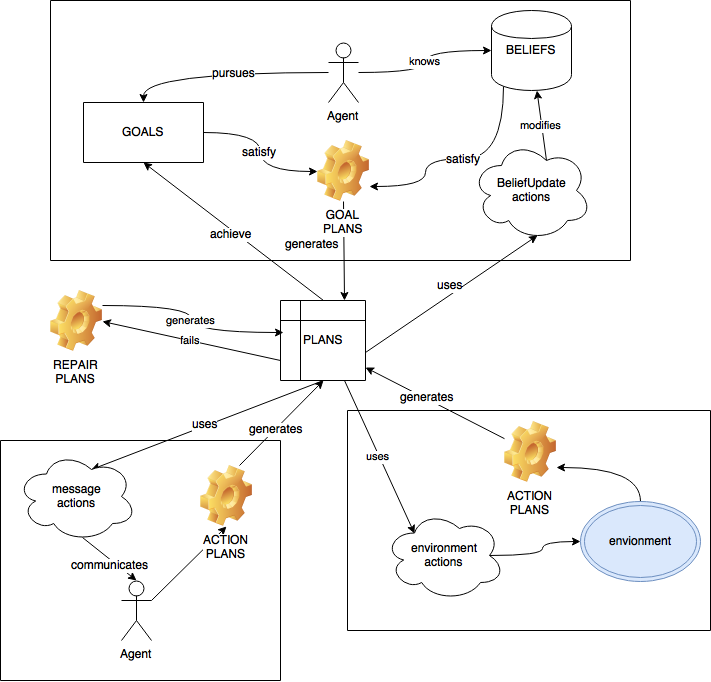 BELIEFS
knows
pursues
Agent
GOALS
modifies
satisfy
satisfy
BeliefUpdate
actions
GOAL
PLANS
achieve
generates
uses
generates
PLANS
fails
REPAIR
PLANS
generates
uses
generates
uses
message
actions
ACTION
PLANS
ACTION
PLANS
environment
actions
envionment
communicates
Agent